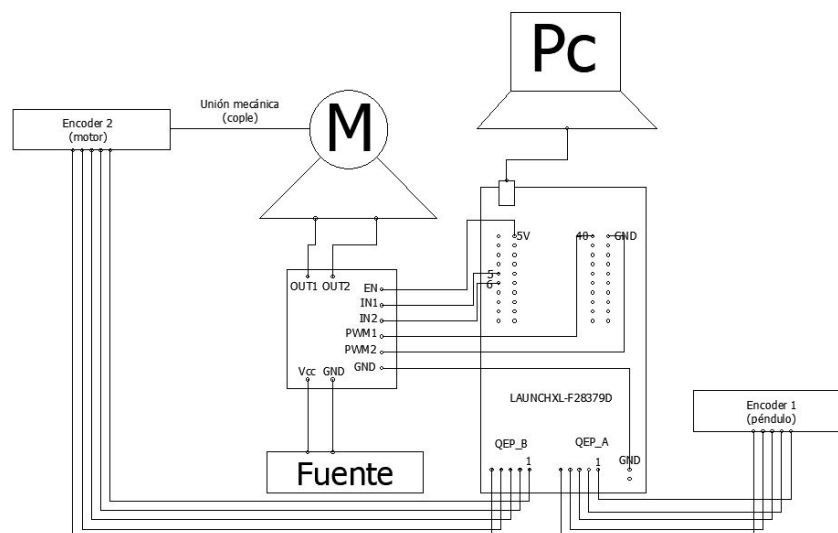 Pc
Unión mecánica
(cople)
M
Encoder 2
(motor)
5V
40
GND
5
6
OUT1
OUT2
EN
IN1
IN2
PWM1
PWM2
GND
Vcc
GND
LAUNCHXL-F28379D
Encoder 1
(péndulo)
QEP_B
QEP_A
1
1
GND
Fuente